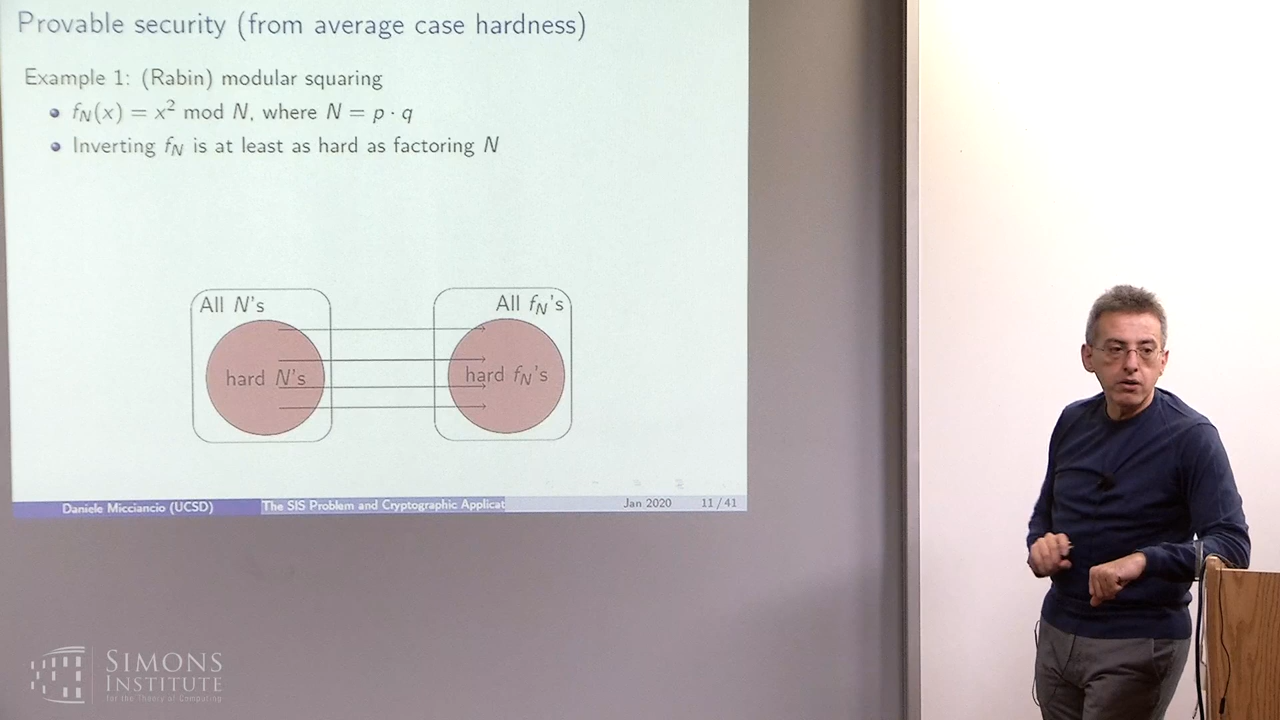 Provable security (from average case hardness)
Example 1: (Rabin) modular squaring
• f_N(x) = x² mod N, where N = p · q
• Inverting f_N is at least as hard as factoring N
All N's
All f_N's
hard N's
hard f_N's
Daniele Micciancio (UCSD)
The SIS Problem and Cryptographic Applicat
Jan 2020
11 / 41
SIMONS
INSTITUTE
for the Theory of Computing